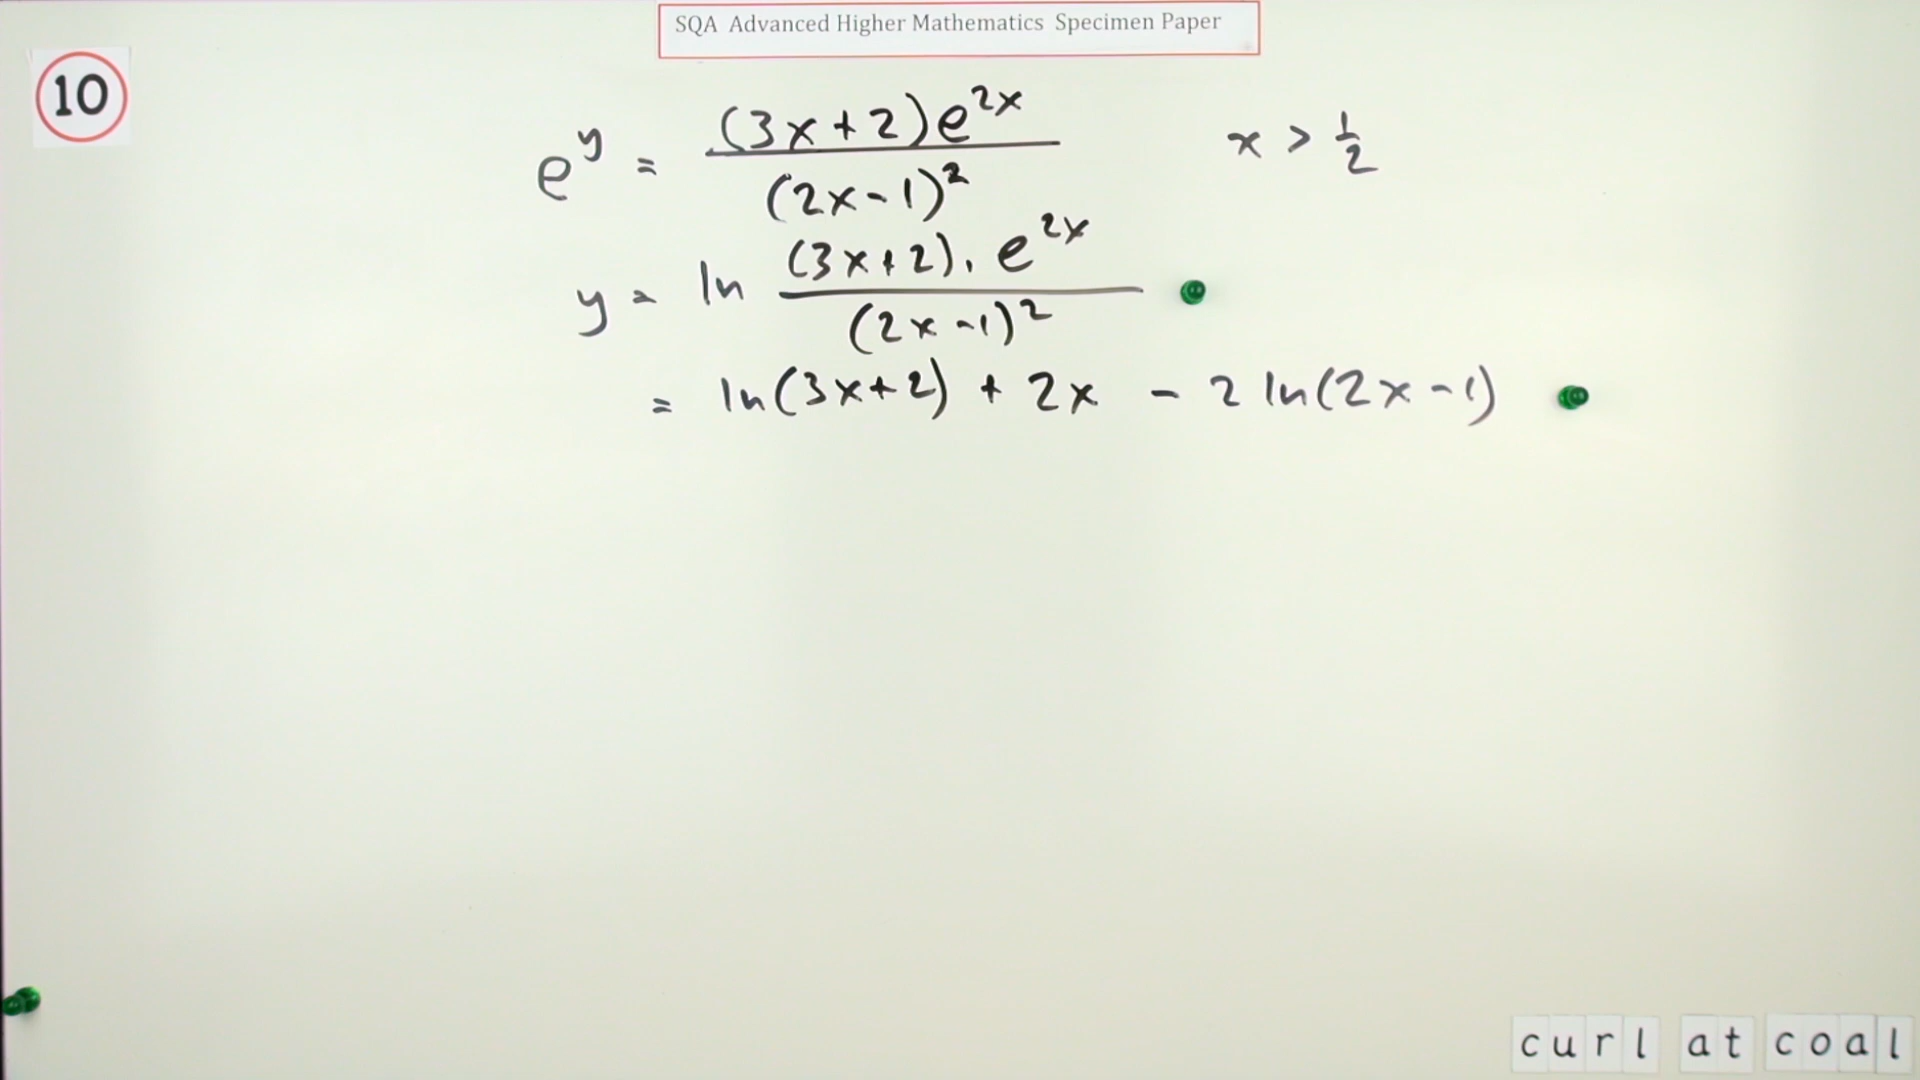 SQA Advanced Higher Mathematics Specimen Paper
10
e^y = (3x+2)e^{2x} / (2x-1)^2    x > 1/2
y = ln (3x+2).e^{2x} / (2x-1)^2
= ln(3x+2) + 2x - 2 ln(2x-1)
curl at coal